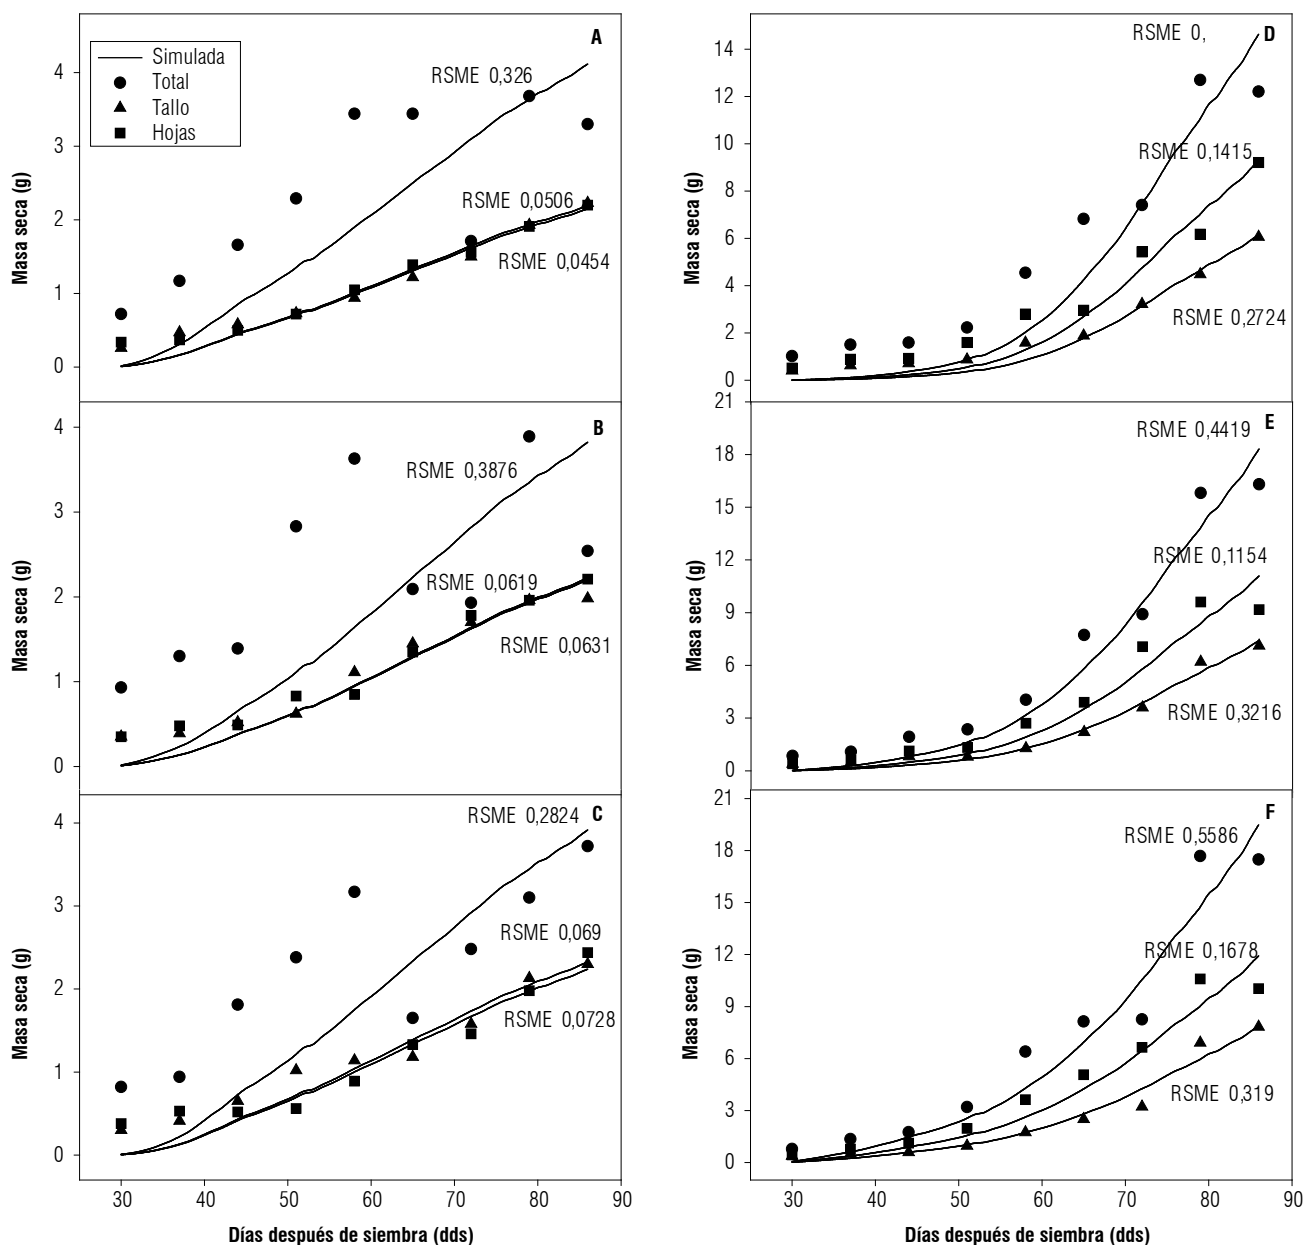 A
Simulada
Total
Tallo
Hojas
RSME 0,326
RSME 0,0506
RSME 0,0454
4
3
2
1
0
Masa seca (g)
B
RSME 0,3876
RSME 0,0619
RSME 0,0631
4
3
2
1
0
Masa seca (g)
C
RSME 0,2824
RSME 0,069
RSME 0,0728
4
3
2
1
0
Masa seca (g)
30 40 50 60 70 80 90
Días después de siembra (dds)
D
RSME 0,
RSME 0,1415
RSME 0,2724
14
12
10
8
6
4
2
0
Masa seca (g)
E
RSME 0,4419
RSME 0,1154
RSME 0,3216
21
18
15
12
9
6
3
0
Masa seca (g)
F
RSME 0,5586
RSME 0,1678
RSME 0,319
21
18
15
12
9
6
3
0
Masa seca (g)
30 40 50 60 70 80 90
Días después de siembra (dds)